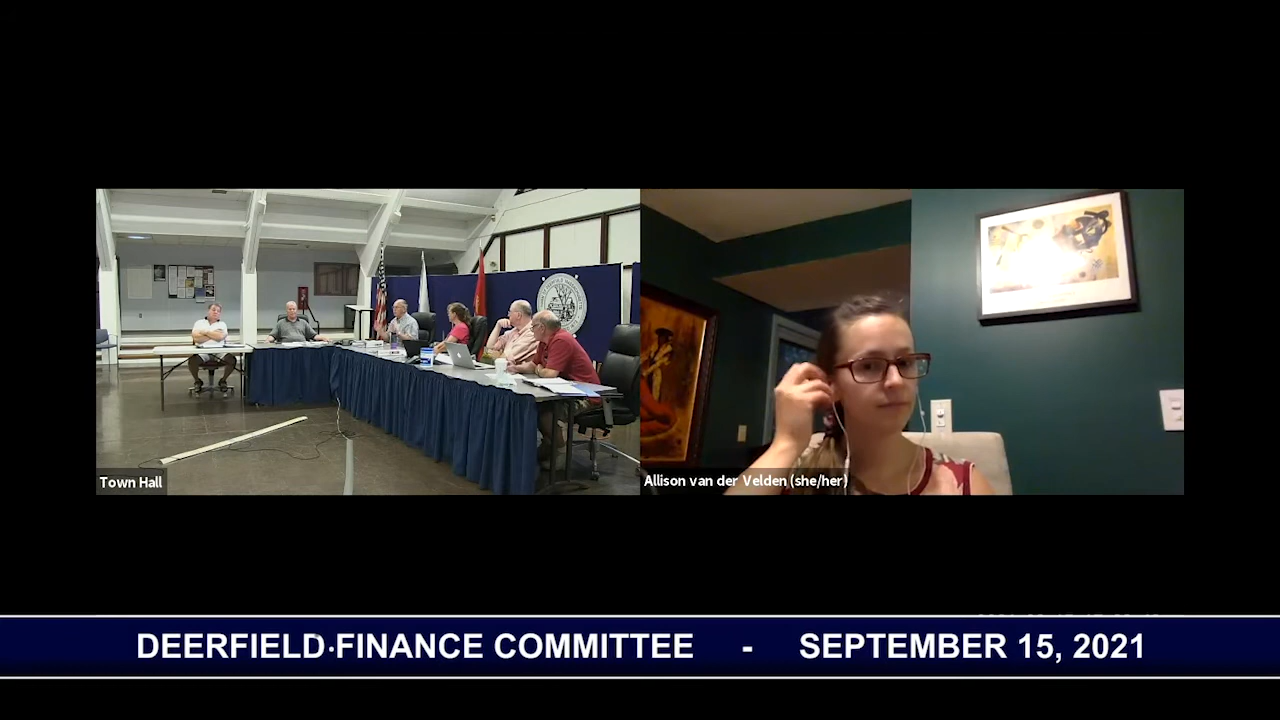 Town Hall
Allison van der Velden (she/her)
DEERFIELD·FINANCE COMMITTEE - SEPTEMBER 15, 2021